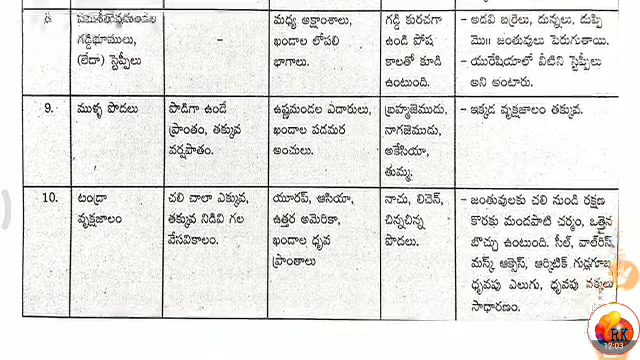 8 సమశీతోష్ణమండల
గడ్డిభూములు,
(లేదా) స్టెప్పీలు
-
మధ్య అక్షాంశాలు,
ఖండాల లోపలి
భాగాలు.
గడ్డి కురచగా
ఉండి పోష
కాలతో కూడి
ఉంటుంది.
- అడవి బర్రెలు, దున్నలు, దుప్పి
మొ॥ జంతువులు పెరుగుతాయి.
- యురేషియాలో వీటిని స్టెప్పీలు
అని అంటారు.
9. ముళ్ళ పొదలు
పొడిగా ఉండే
ప్రాంతం, తక్కువ
వర్షపాతం.
ఉష్ణమండల ఎడారులు,
ఖండాల పడమర
అంచులు.
బ్రహ్మజెముడు,
నాగజెముడు,
అకేసియా,
తుమ్మ.
- ఇక్కడ వృక్షజాలం తక్కువ.
10. టండ్రా
వృక్షజాలం
చలి చాలా ఎక్కువ,
తక్కువ నిడివి గల
వేసవికాలం.
యూరప్, ఆసియా,
ఉత్తర అమెరికా,
ఖండాల ధృవ
ప్రాంతాలు
నాచు, లిచెన్,
చిన్నచిన్న
పొదలు.
- జంతువులకు చలి నుండి రక్షణ
కొరకు మందపాటి చర్మం, ఒత్తైన
బొచ్చు ఉంటుంది. సీల్, వాల్‌రస్
మస్క్ ఆక్సెన్, ఆర్కిటిక్ గుడ్లగూబ
ధృవపు ఎలుగు, ధృవపు నక్కలు
సాధారణం.
RK
12:03